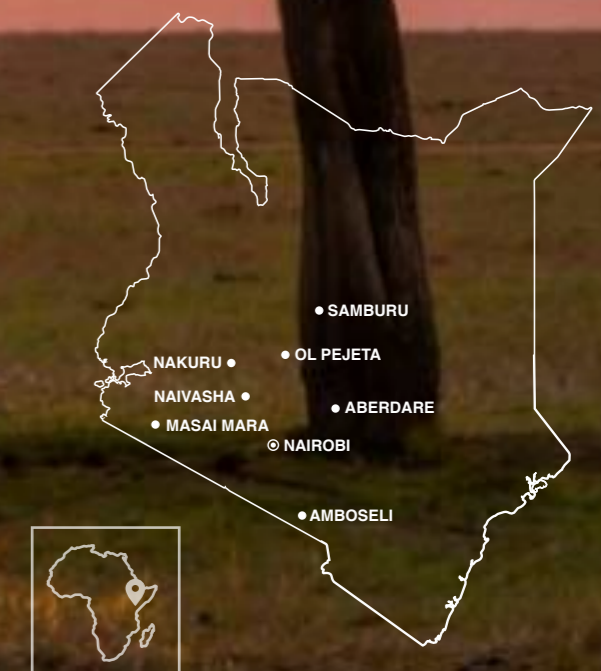 SAMBURU
OL PEJETA
NAKURU
NAIVASHA
ABERDARE
MASAI MARA
NAIROBI
AMBOSELI